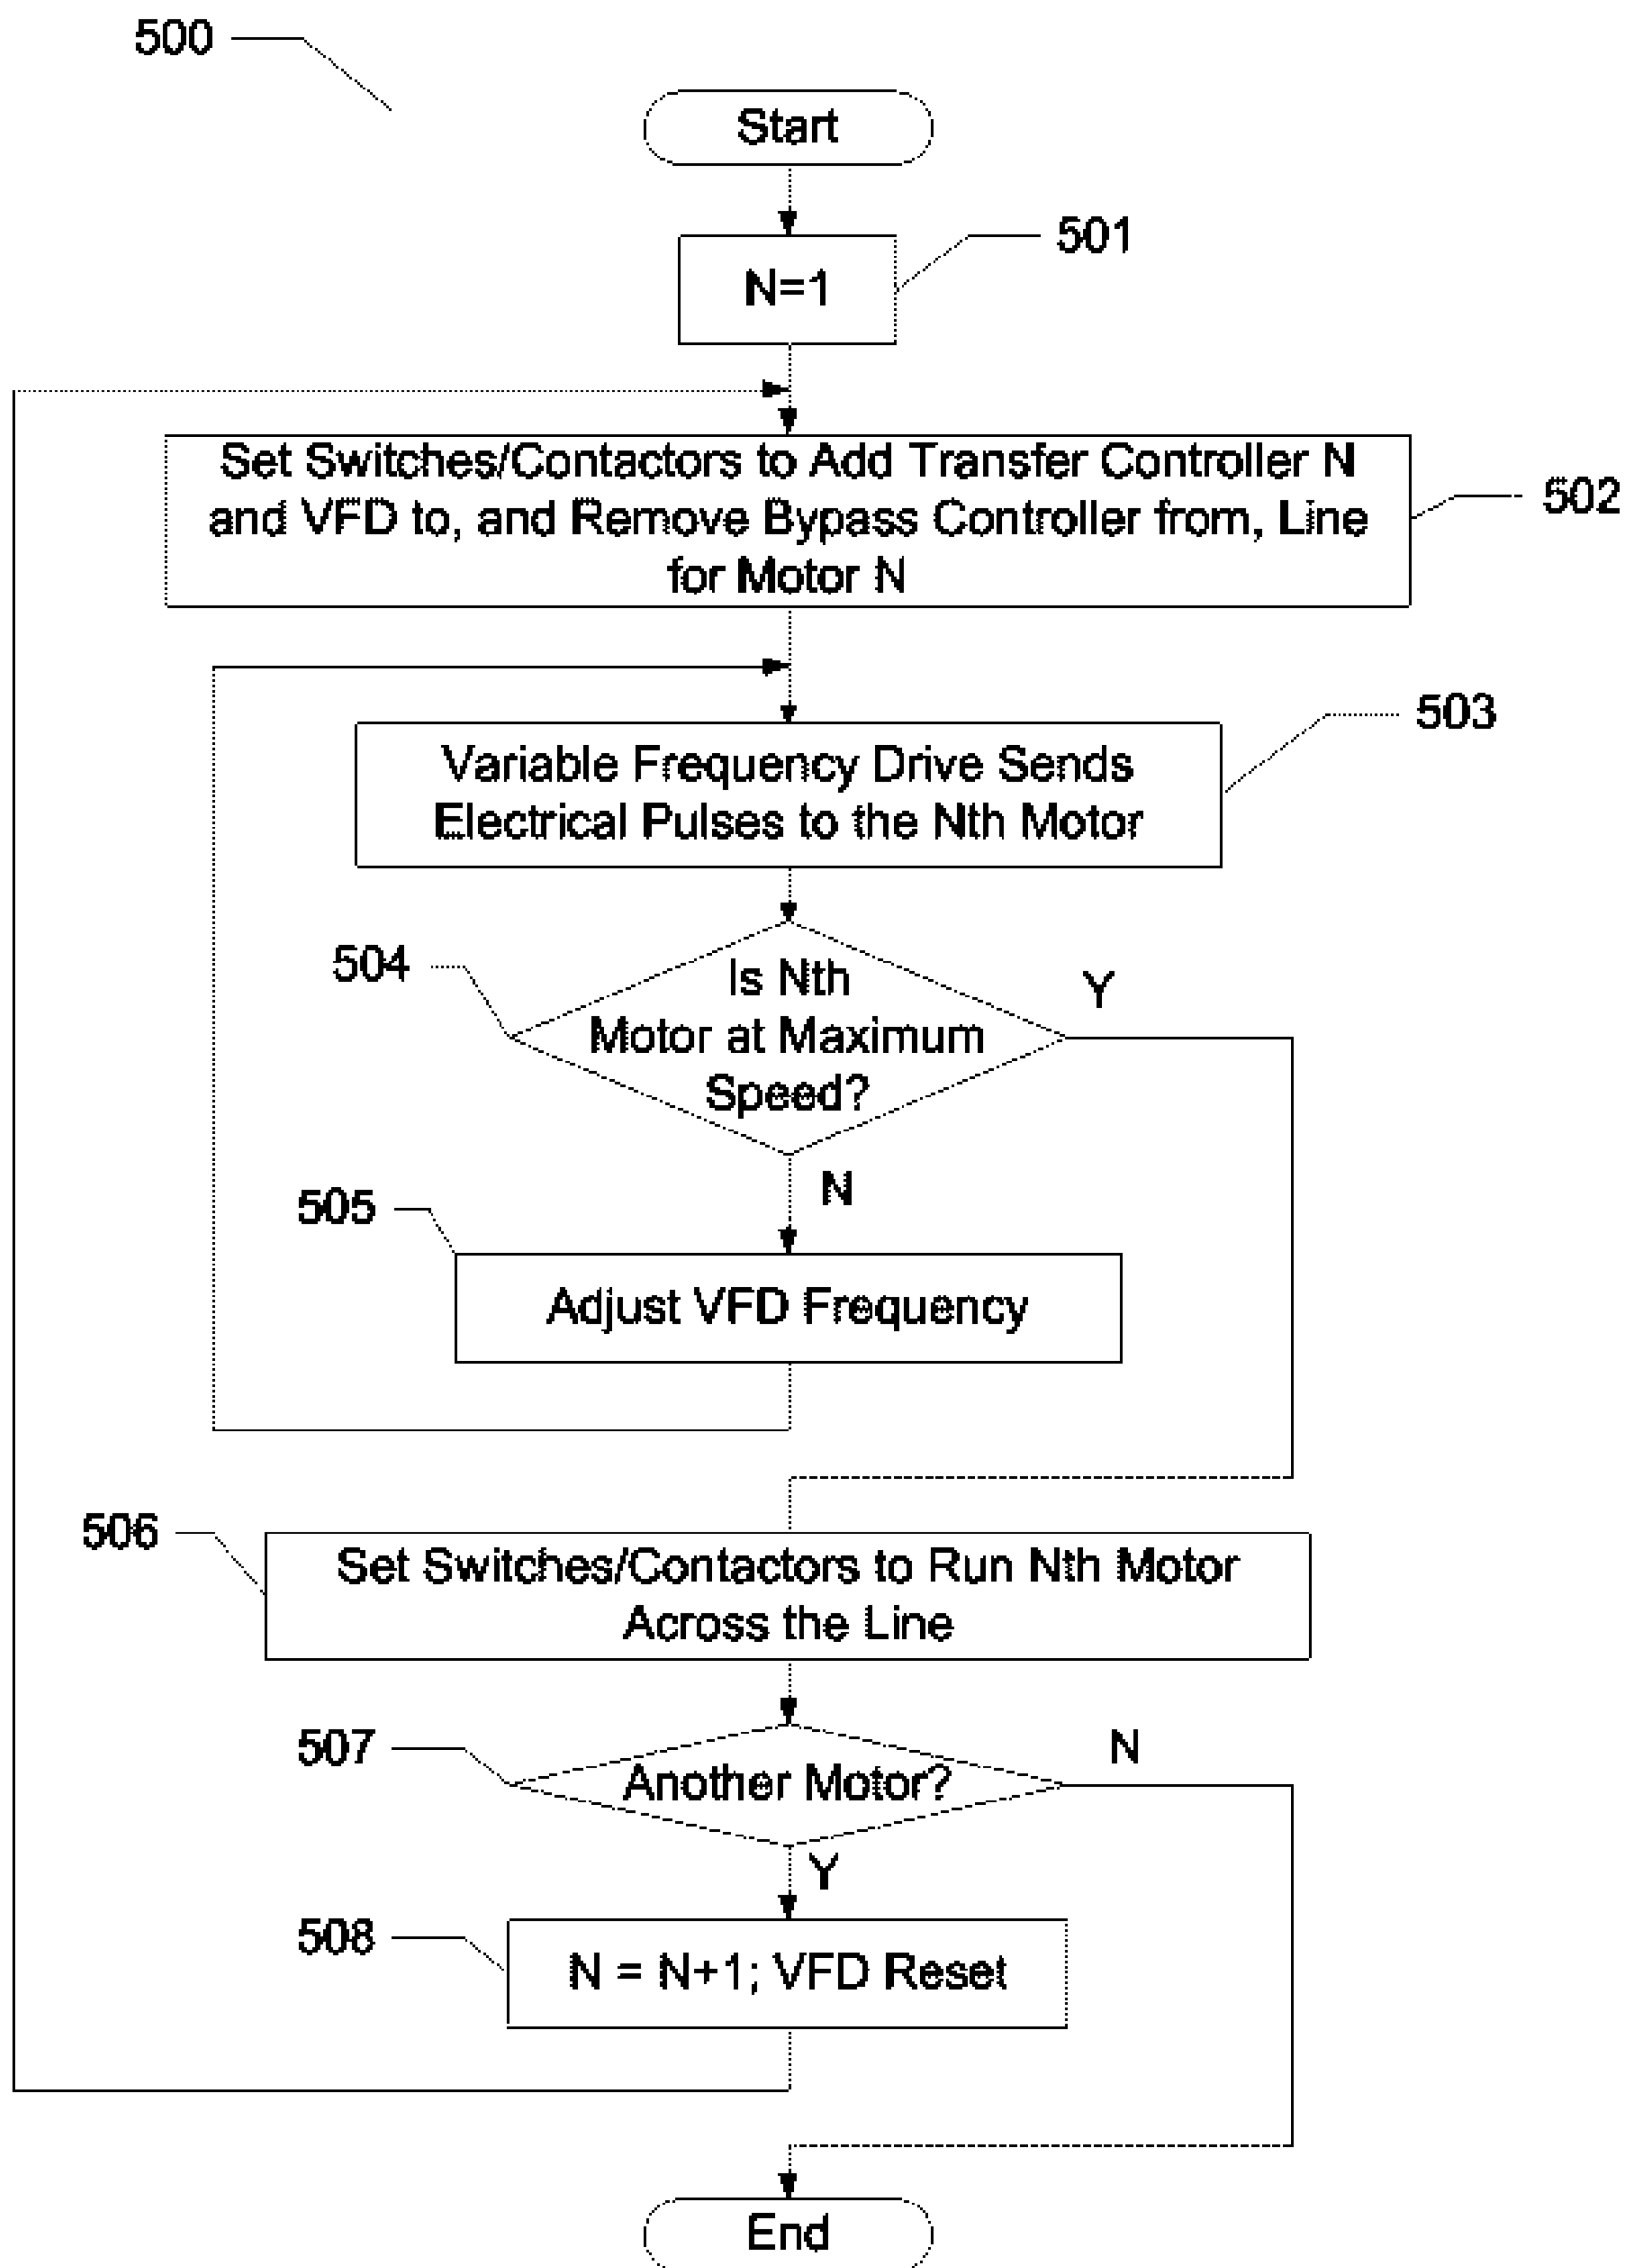 500
Start
501
N=1
Set Switches/Contactors to Add Transfer Controller N
and VFD to, and Remove Bypass Controller from, Line
for Motor N
502
503
Variable Frequency Drive Sends
Electrical Pulses to the Nth Motor
504
Is Nth
Motor at Maximum
Speed?
Y
N
505
Adjust VFD Frequency
506
Set Switches/Contactors to Run Nth Motor
Across the Line
507
Another Motor?
N
Y
508
N = N+1; VFD Reset
End